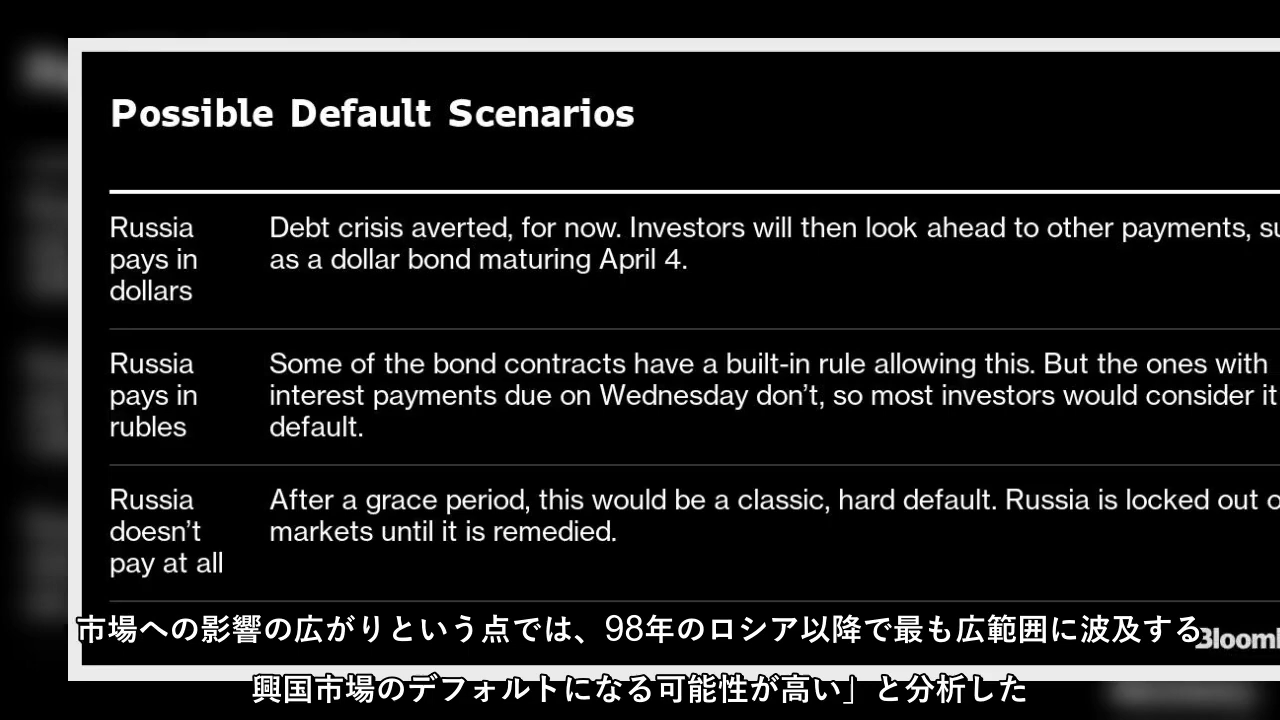 Possible Default Scenarios
Russia pays in dollars
Debt crisis averted, for now. Investors will then look ahead to other payments,
as a dollar bond maturing April 4.
Russia pays in rubles
Some of the bond contracts have a built-in rule allowing this. But the ones with
interest payments due on Wednesday don’t, so most investors would consider it
default.
Russia doesn’t pay at all
After a grace period, this would be a classic, hard default. Russia is locked out
markets until it is remedied.
市場への影響の広がりという点では、98年のロシア以降で最も広範囲に波及する
興国市場のデフォルトになる可能性が高い」と分析した